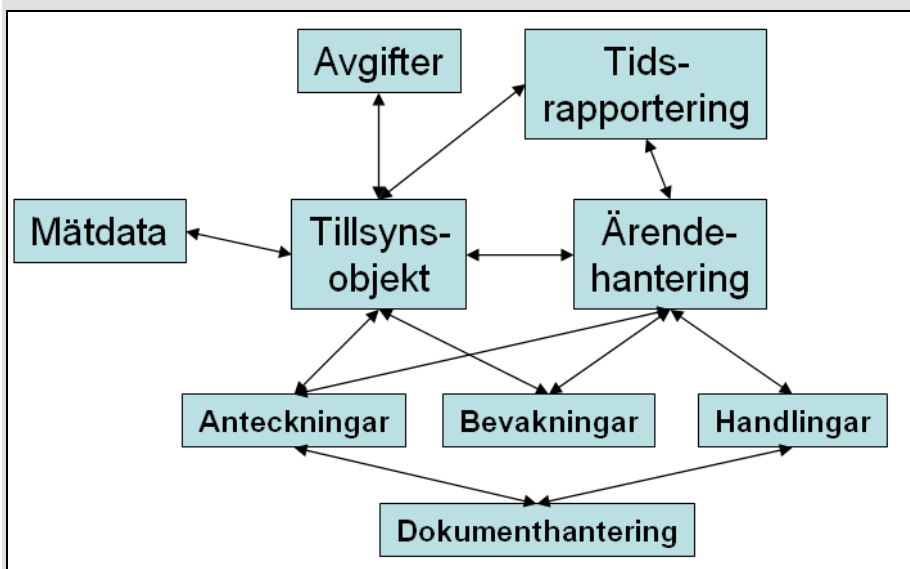 Avgifter
Tids-
rapportering
Mätdata
Tillsyns-
objekt
Ärende-
hantering
Anteckningar
Bevakningar
Handlingar
Dokumenthantering